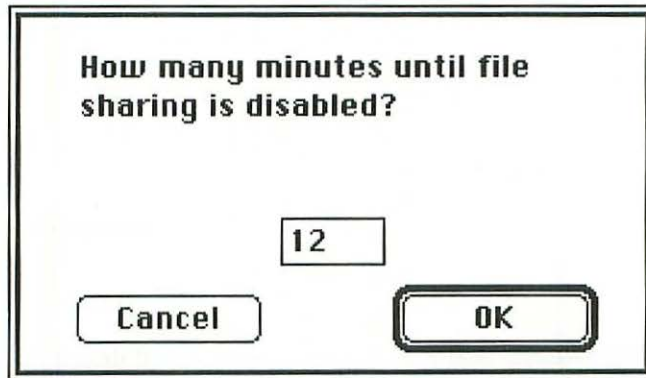 How many minutes until file
sharing is disabled?
12
Cancel
OK